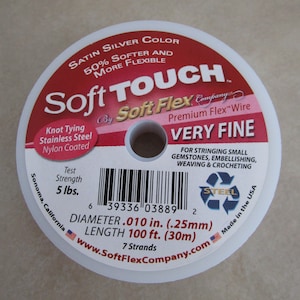 SATIN SILVER COLOR
50% SOFTER AND
MORE FLEXIBLE
Soft TOUCH™
By Soft Flex Company
Premium Flex Wire
VERY FINE
Knot Tying
Stainless Steel
Nylon Coated
FOR STRINGING SMALL
GEMSTONES, EMBELLISHING,
WEAVING & CROCHETING
Test
Strength
5 lbs.
STEEL
6 39336 03889 2
Sonoma, California
Made in the USA
DIAMETER .010 in. (.25mm)
LENGTH 100 ft. (30m)
7 Strands
www.SoftFlexCompany.com